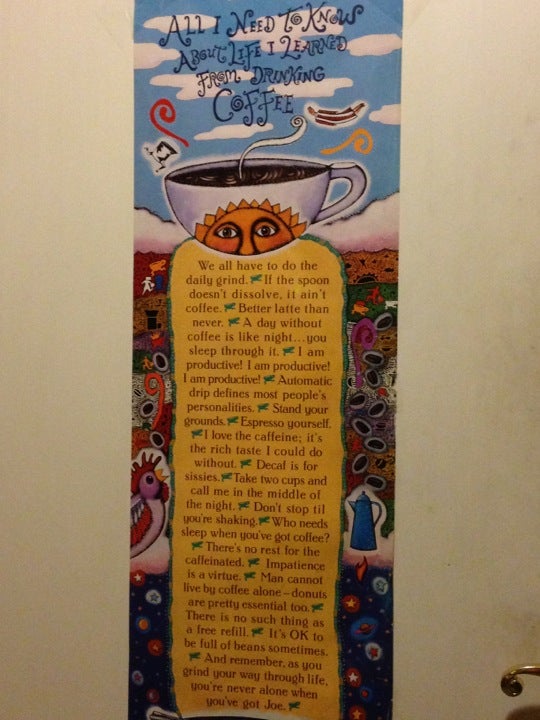 ALL I NEED TO KNOW
ABOUT LIFE I LEARNED
FROM DRINKING
COFFEE
We all have to do the
daily grind. If the spoon
doesn't dissolve, it ain't
coffee. Better latte than
never. A day without
coffee is like night...you
sleep through it. I am
productive! I am productive!
I am productive! Automatic
drip defines most people's
personalities. Stand your
grounds. Espresso yourself.
I love the caffeine; it's
the rich taste I could do
without. Decaf is for
sissies. Take two cups and
call me in the middle of
the night. Don't stop til
you're shaking. Who needs
sleep when you've got coffee?
There's no rest for the
caffeinated. Impatience
is a virtue. Man cannot
live by coffee alone – donuts
are pretty essential too.
There is no such thing as
a free refill. It's OK to
be full of beans sometimes.
And remember, as you
grind your way through life,
you're never alone when
you've got Joe.